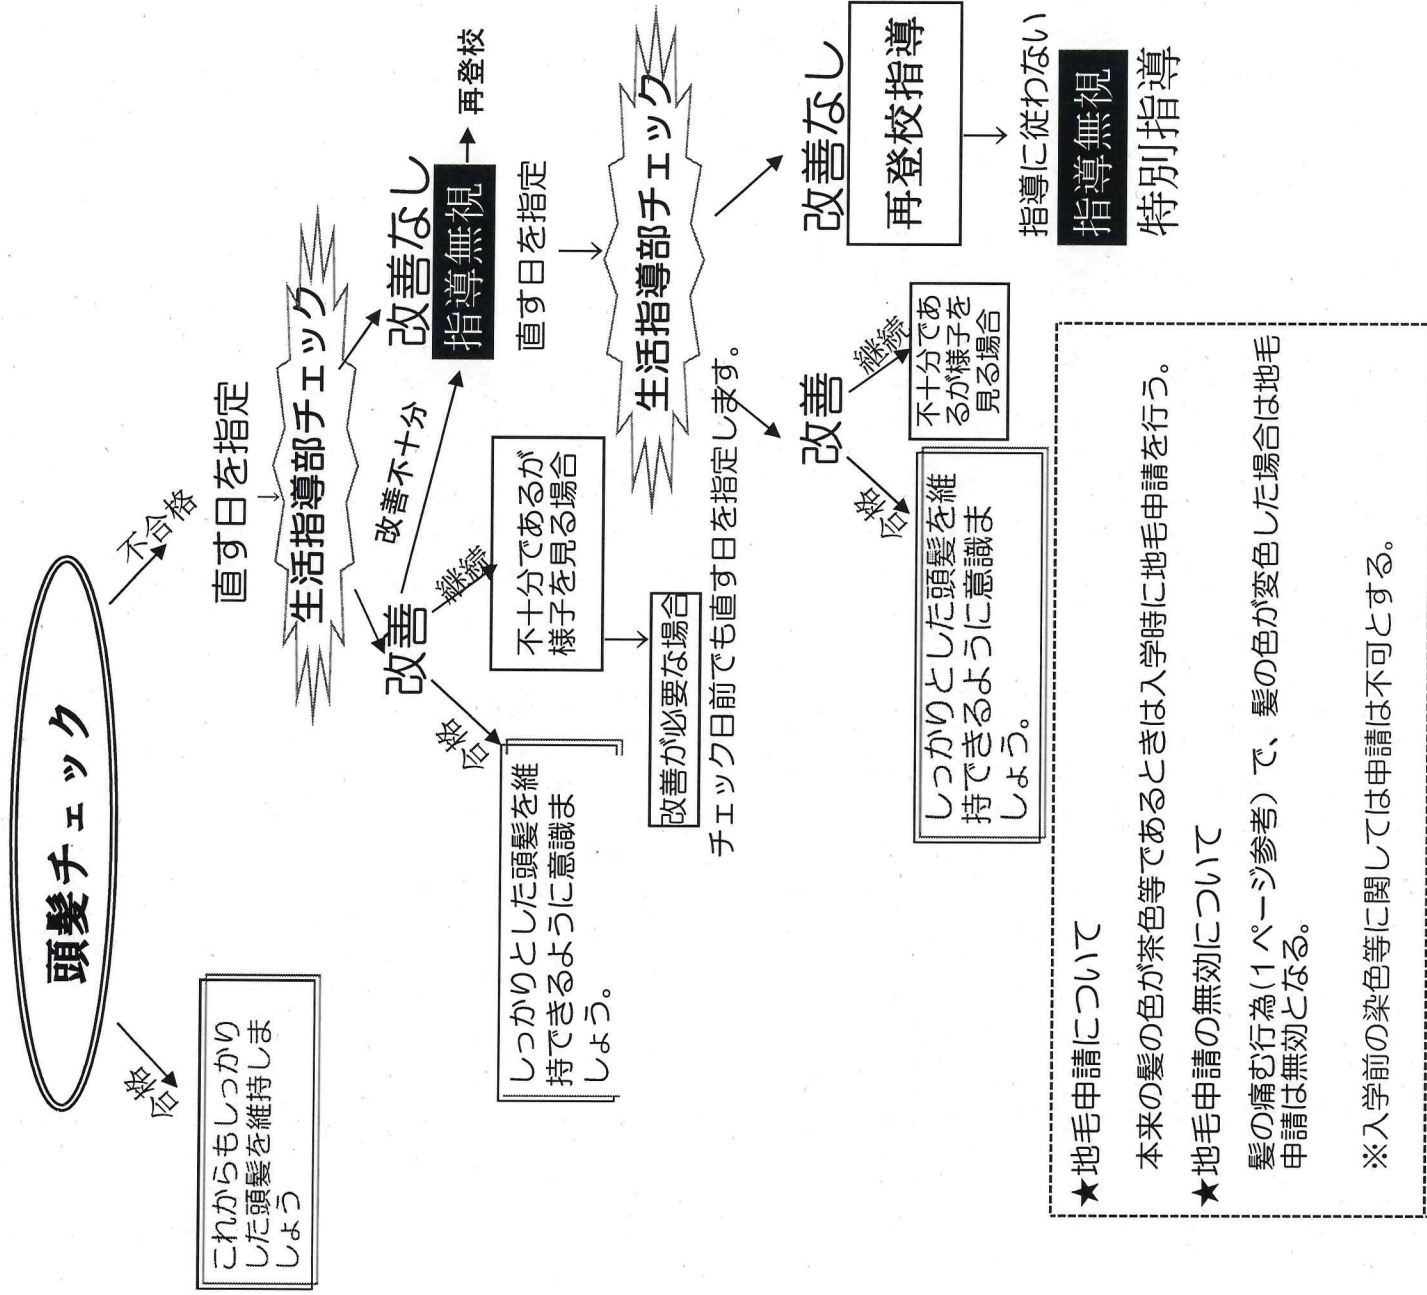 頭髪チェック
合格
不合格
これからもしっかり
した頭髪を維持しま
しょう
直す日を指定
生活指導部チェック
改善
改善不十分
改善なし
指導無視
再登校
合格
継続
しっかりとした頭髪を維
持できるように意識ま
しょう。
不十分であるが
様子を見る場合
直す日を指定
改善が必要な場合
チェック日前でも直す日を指定します。
生活指導部チェック
改善
改善なし
再登校指導
合格
継続
しっかりとした頭髪を維
持できるように意識ま
しょう。
不十分であ
るが様子を
見る場合
指導に従わない
指導無視
特別指導
★地毛申請について
本来の髪の色が茶色等であるときは入学時に地毛申請を行う。
★地毛申請の無効について
髪の痛む行為(1ページ参考)で、髪の色が変色した場合は地毛
申請は無効となる。
※入学前の染色等に関しては申請は不可とする。